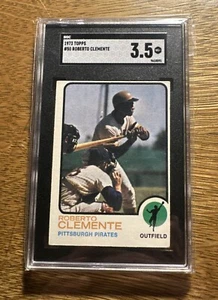 SGC
1973 TOPPS
#50 ROBERTO CLEMENTE
3.5
ROBERTO
CLEMENTE
PITTSBURGH PIRATES
OUTFIELD